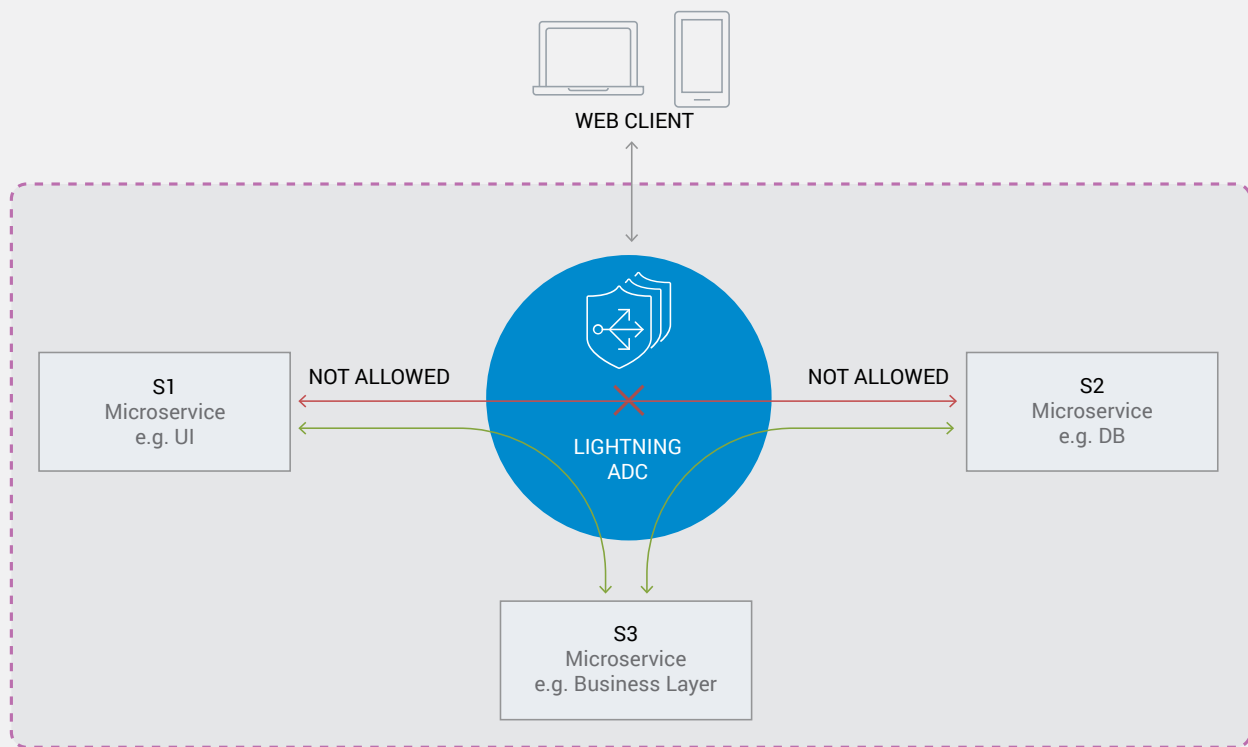 WEB CLIENT
NOT ALLOWED
NOT ALLOWED
S1
Microservice
e.g. UI
S2
Microservice
e.g. DB
LIGHTNING
ADC
S3
Microservice
e.g. Business Layer